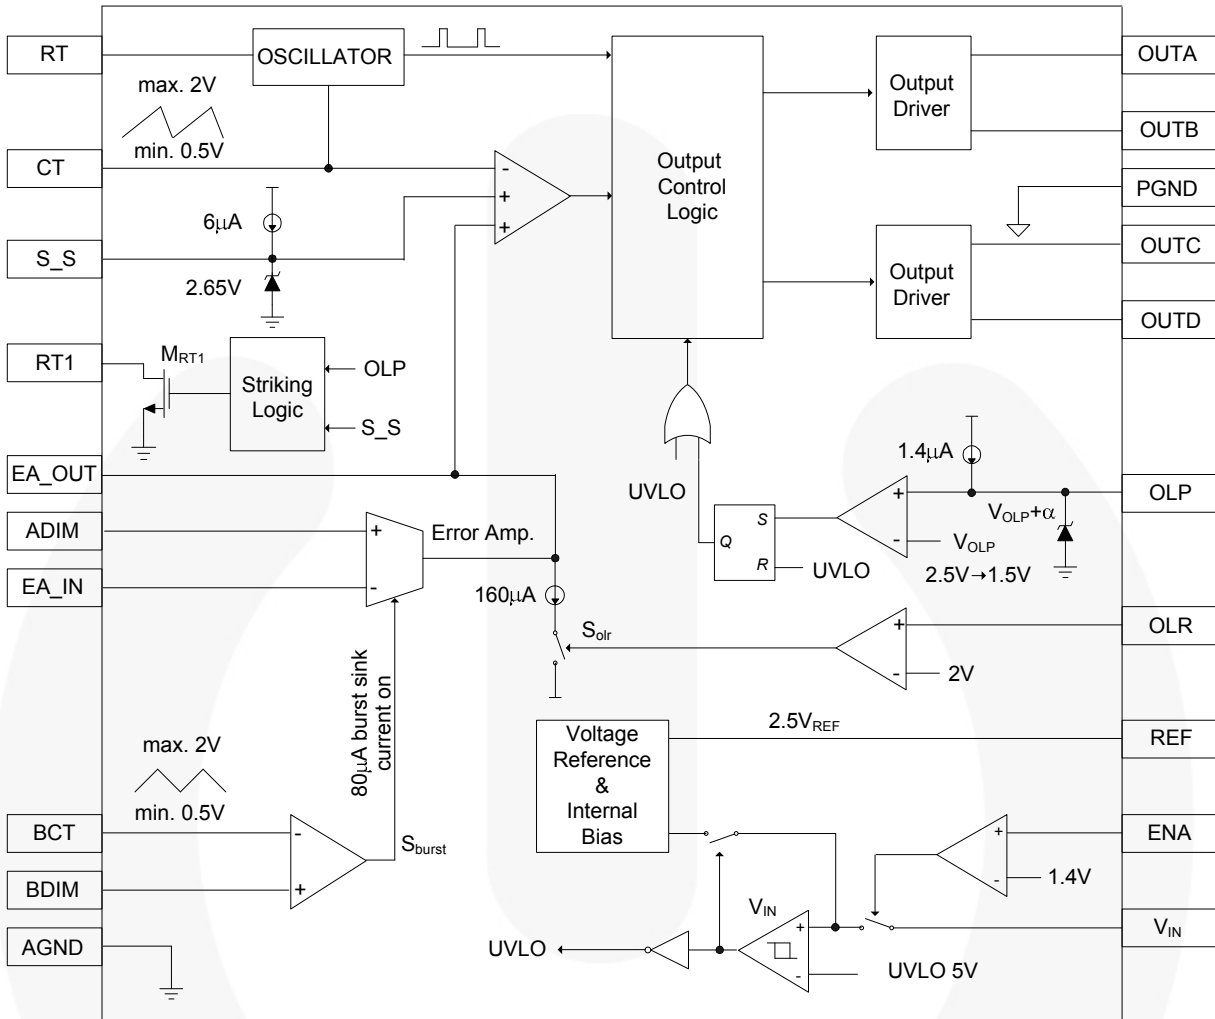 RT
OSCILLATOR
max. 2V
min. 0.5V
CT
-
+
+
6μA
S_S
2.65V
RT1
MRT1
Striking
Logic
OLP
S_S
Output
Control
Logic
Output
Driver
OUTA
OUTB
PGND
Output
Driver
OUTC
OUTD
EA_OUT
ADIM
EA_IN
+
-
Error Amp.
160μA
Solr
UVLO
S
Q
R
UVLO
1.4μA
+
-
VOLP+α
VOLP
2.5V→1.5V
OLP
+
-
2V
OLR
80μA burst sink
current on
Voltage
Reference
&
Internal
Bias
2.5VREF
REF
max. 2V
min. 0.5V
BCT
BDIM
-
+
Sburst
AGND
+
-
1.4V
ENA
VIN
+
-
UVLO
UVLO 5V
VIN